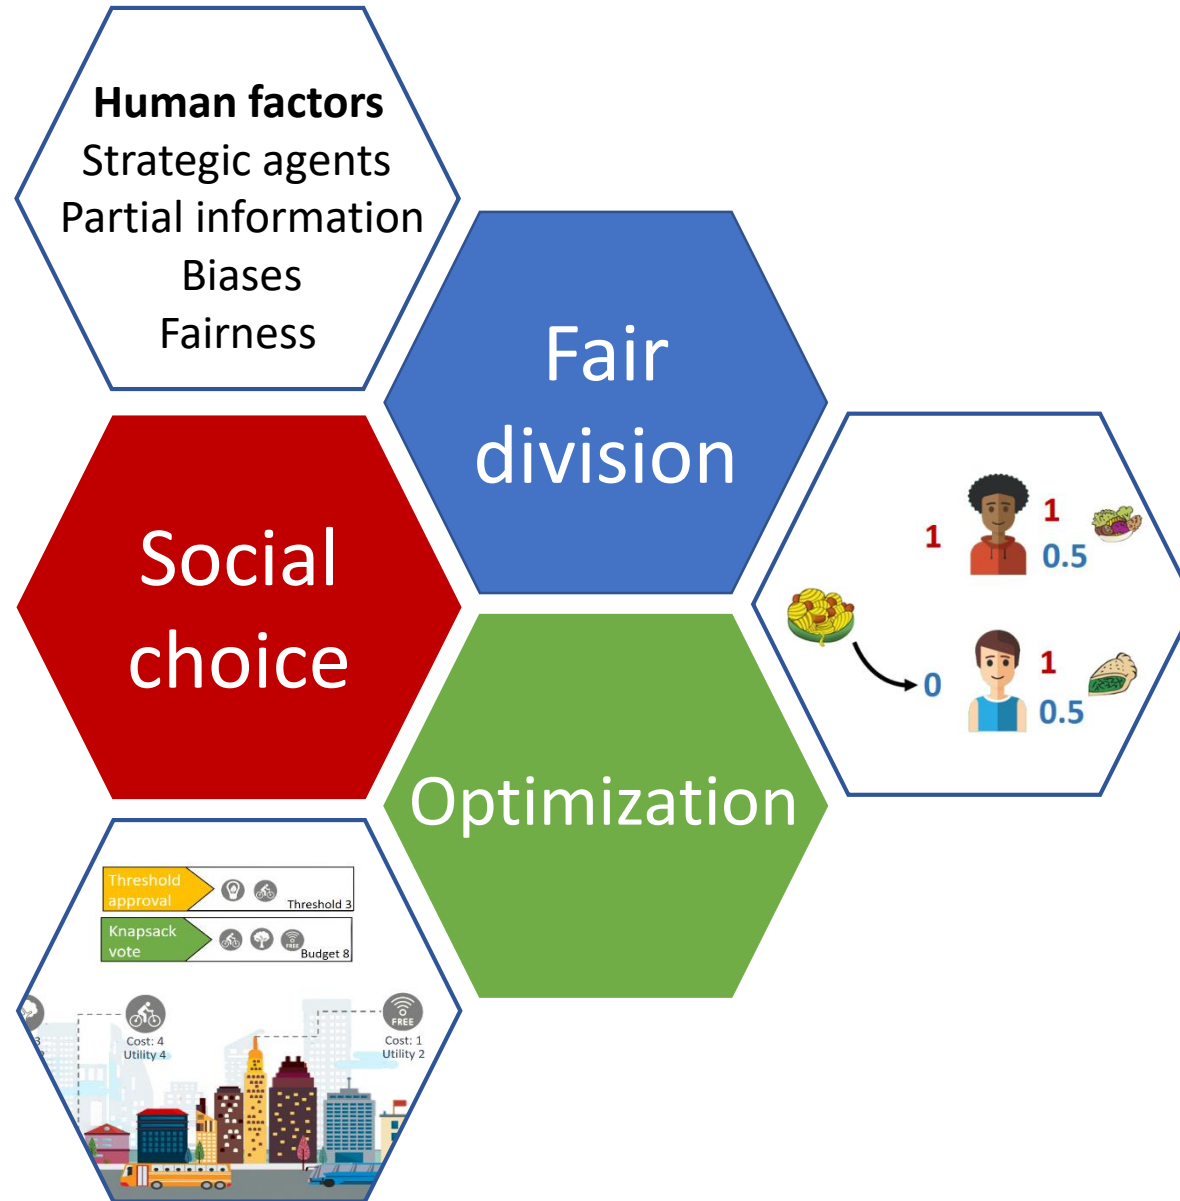 Human factors
Strategic agents
Partial information
Biases
Fairness
Fair
division
Social
choice
1
1
0.5
0
1
0.5
Optimization
Threshold
approval
Threshold 3
Knapsack
vote
FREE
Budget 8
3
Cost: 4
Utility 4
FREE
Cost: 1
Utility 2